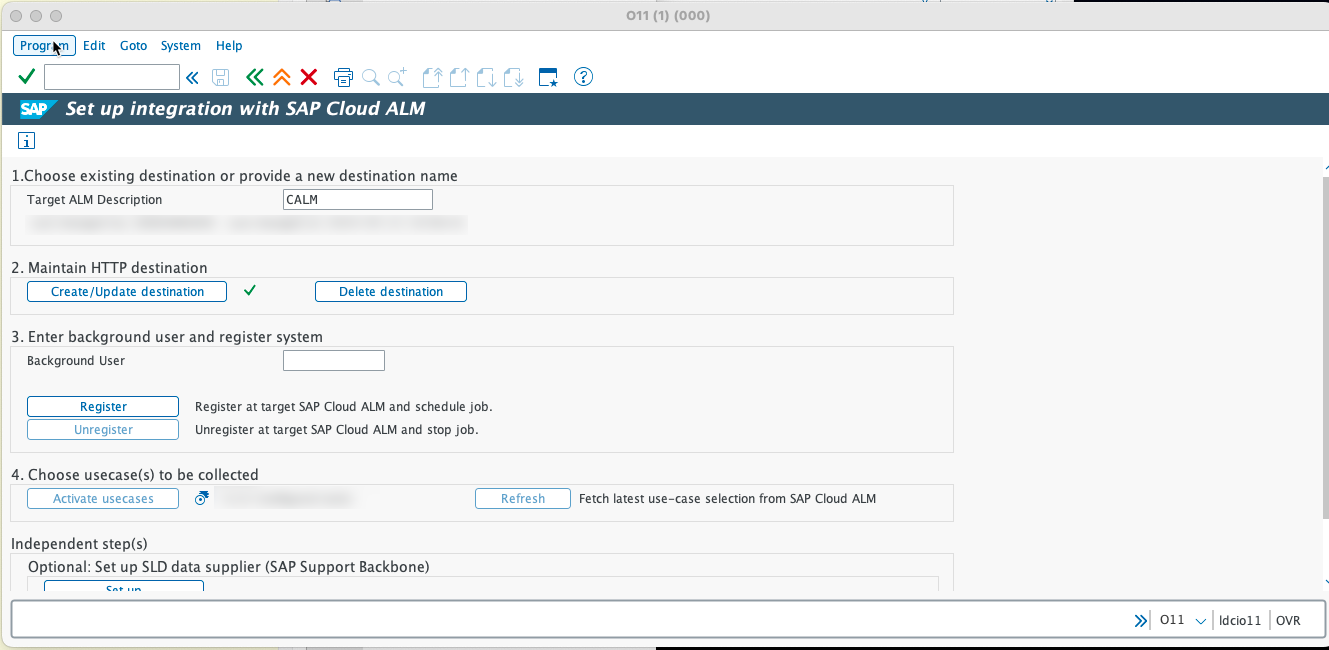 O11 (1) (000)
Program Edit Goto System Help
SAP Set up integration with SAP Cloud ALM
1.Choose existing destination or provide a new destination name
Target ALM Description CALM
2. Maintain HTTP destination
Create/Update destination Delete destination
3. Enter background user and register system
Background User
Register Register at target SAP Cloud ALM and schedule job.
Unregister Unregister at target SAP Cloud ALM and stop job.
4. Choose usecase(s) to be collected
Activate usecases Refresh Fetch latest use-case selection from SAP Cloud ALM
Independent step(s)
Optional: Set up SLD data supplier (SAP Support Backbone)
Set up
O11 ldcio11 OVR